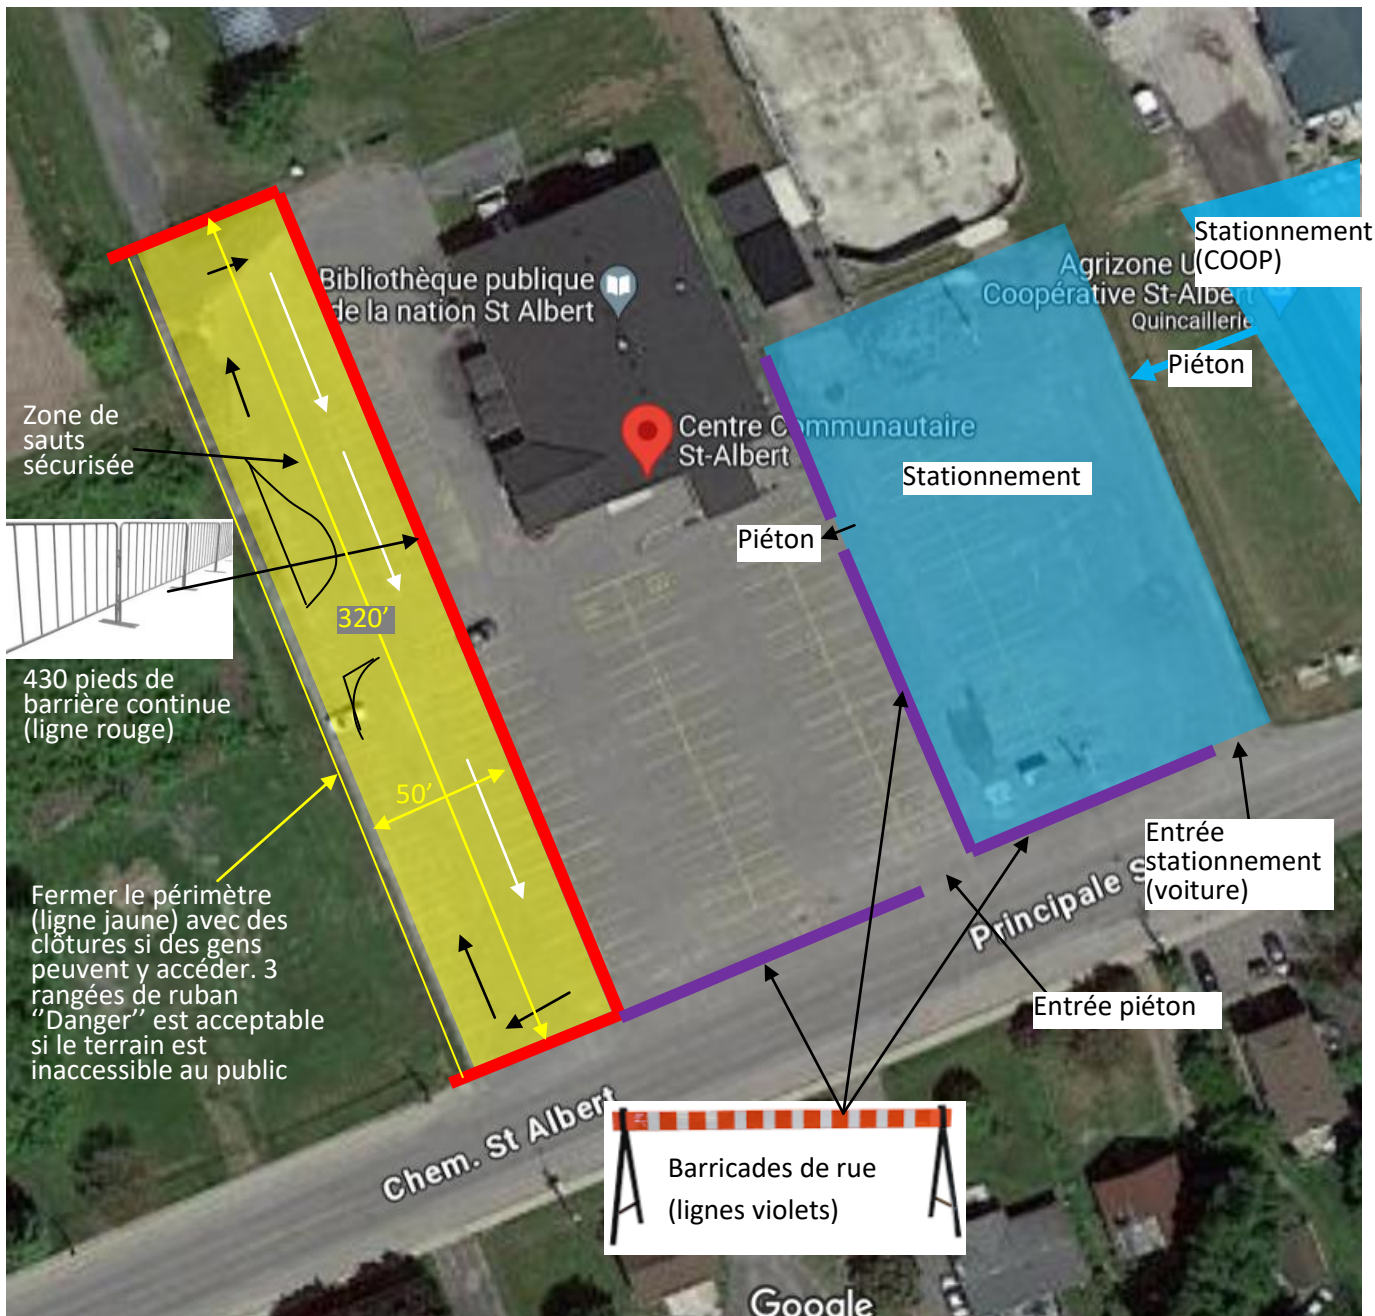 Stationnement
(COOP)
Bibliothèque publique
de la nation St Albert
Agrizone U
Coopérative St-Albert
Quincaillerie
Piéton
Zone de
sauts
sécurisée
Centre Communautaire
St-Albert
Stationnement
Piéton
320’
430 pieds de
barrière continue
(ligne rouge)
50’
Entrée
stationnement
(voiture)
Fermer le périmètre
(ligne jaune) avec des
clôtures si des gens
peuvent y accéder. 3
rangées de ruban
‘’Danger’’ est acceptable
si le terrain est
inaccessible au public
Principale S
Entrée piéton
Chem. St Albert
Barricades de rue
(lignes violets)
Google